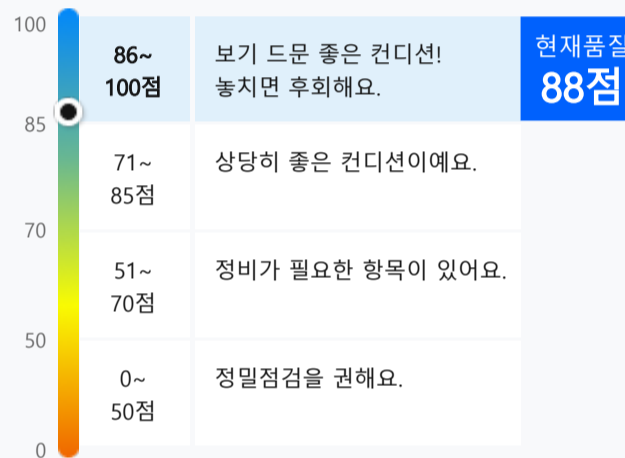 100
86~
100점
보기 드문 좋은 컨디션!
놓치면 후회해요.
현재품질
88점
85
71~
85점
상당히 좋은 컨디션이예요.
70
51~
70점
정비가 필요한 항목이 있어요.
50
0~
50점
정밀점검을 권해요.
0